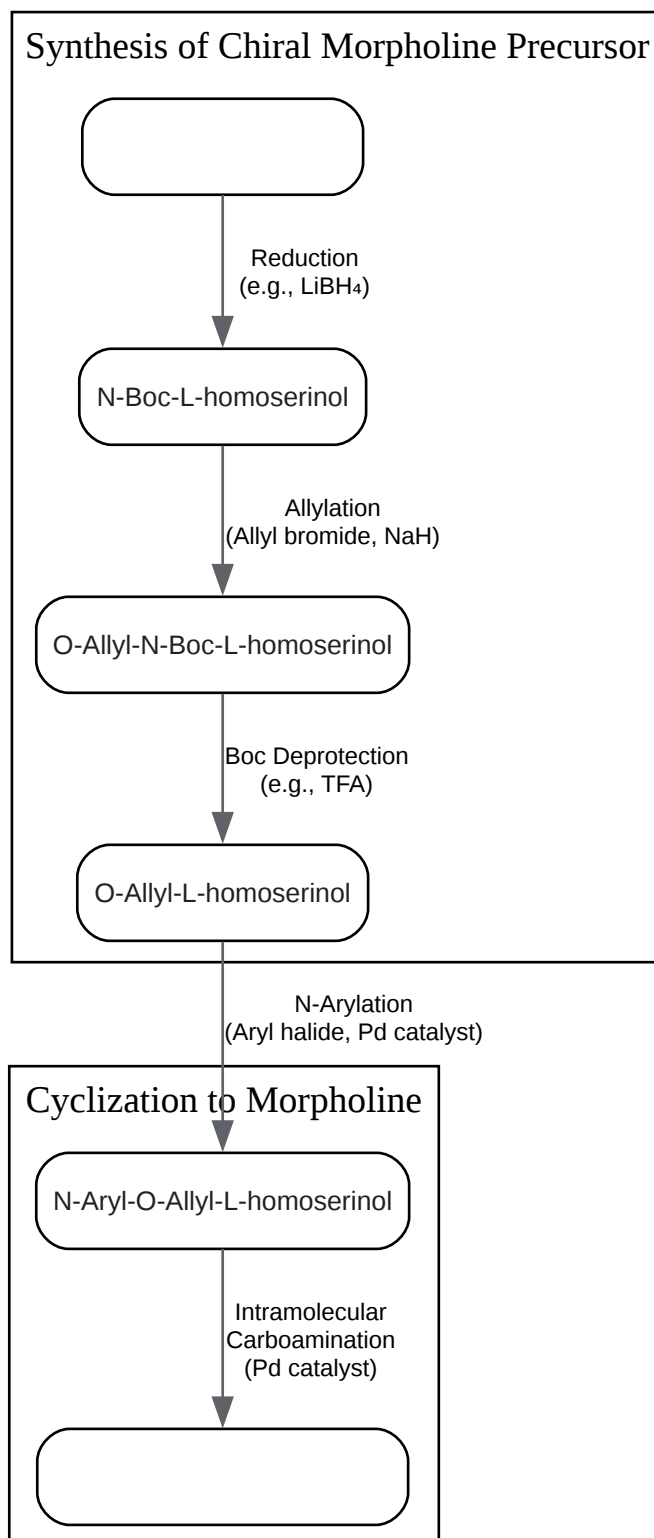 Synthesis of Chiral Morpholine Precursor
Reduction
(e.g., LiBH₄)
N-Boc-L-homoserinol
Allylation
(Allyl bromide, NaH)
O-Allyl-N-Boc-L-homoserinol
Boc Deprotection
(e.g., TFA)
O-Allyl-L-homoserinol
N-Arylation
(Aryl halide, Pd catalyst)
Cyclization to Morpholine
N-Aryl-O-Allyl-L-homoserinol
Intramolecular
Carboamination
(Pd catalyst)